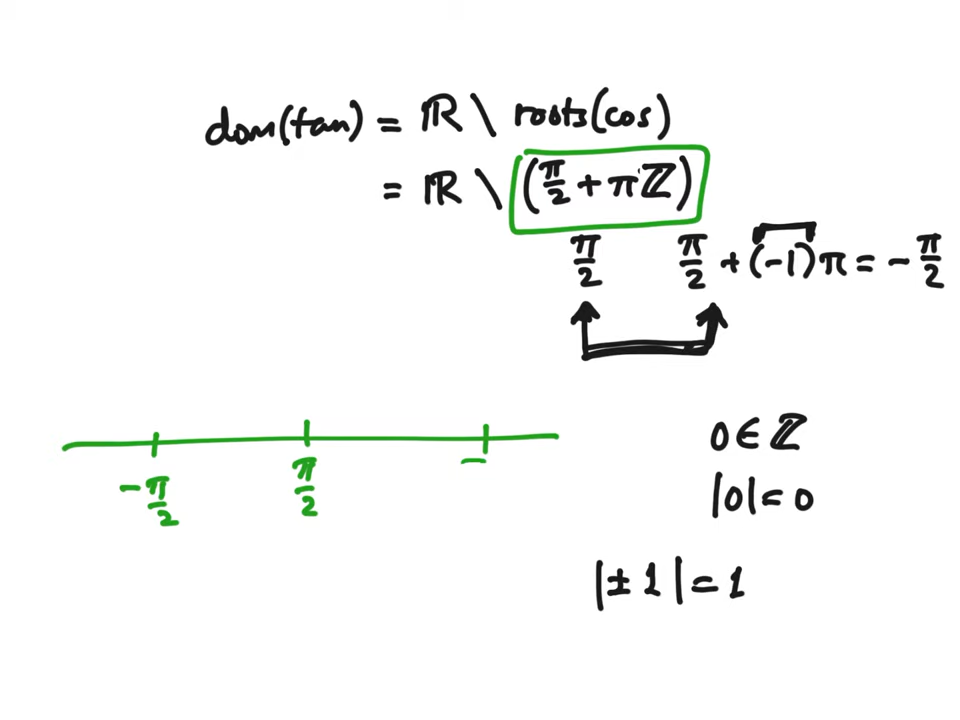 dom(tan) = ℝ \ roots(cos)
= ℝ \ (π/2 + πℤ)
π/2 π/2 + (-1)π = -π/2
0 ∈ ℤ
-π/2 π/2
|0| = 0
|± 1| = 1